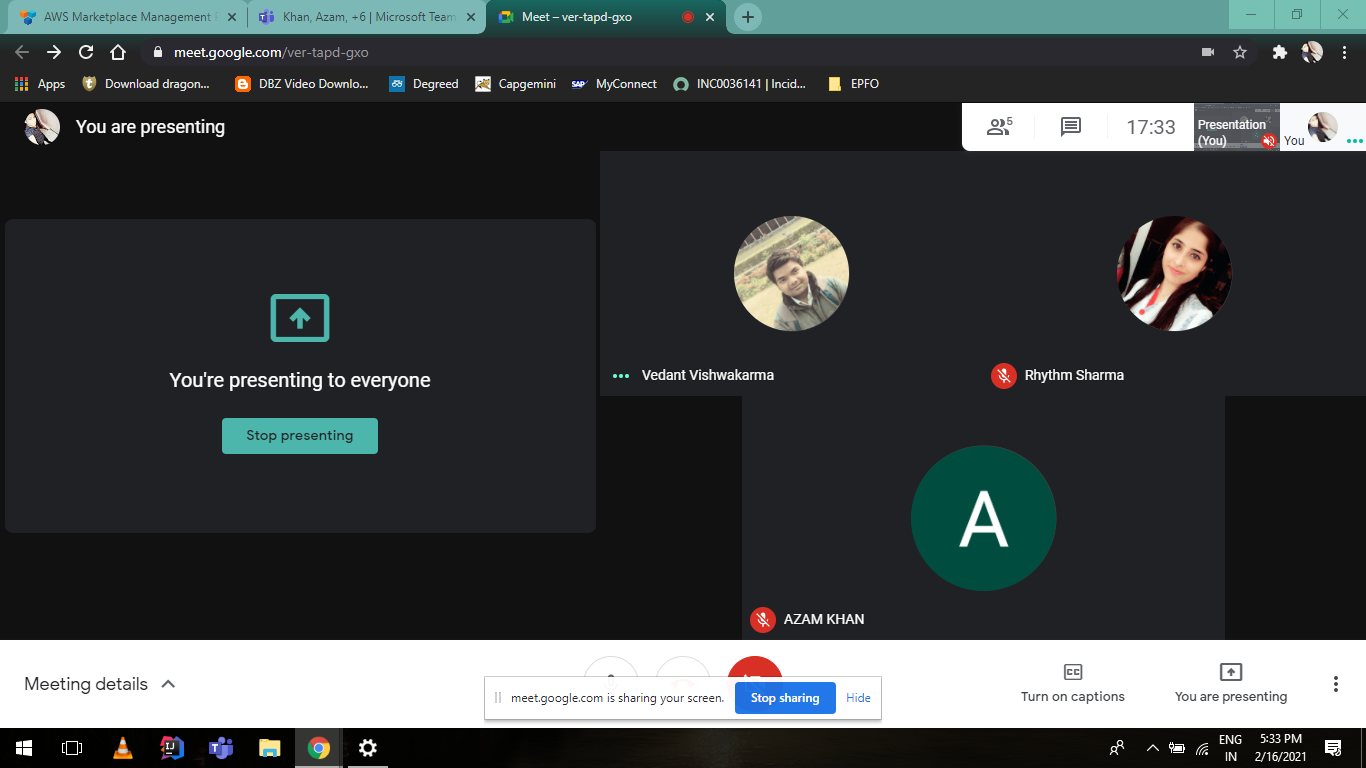 AWS Marketplace Management P
Khan, Azam, +6 | Microsoft Team
Meet – ver-tapd-gxo
meet.google.com/ver-tapd-gxo
Apps
Download dragon...
DBZ Video Downlo...
Degreed
Capgemini
SAP
MyConnect
INC0036141 | Incid...
EPFO
You are presenting
5
17:33
Presentation
(You)
You
You're presenting to everyone
Stop presenting
Vedant Vishwakarma
Rhythm Sharma
A
AZAM KHAN
Meeting details
meet.google.com is sharing your screen.
Stop sharing
Hide
CC
Turn on captions
You are presenting
IJ
ENG
IN
5:33 PM
2/16/2021